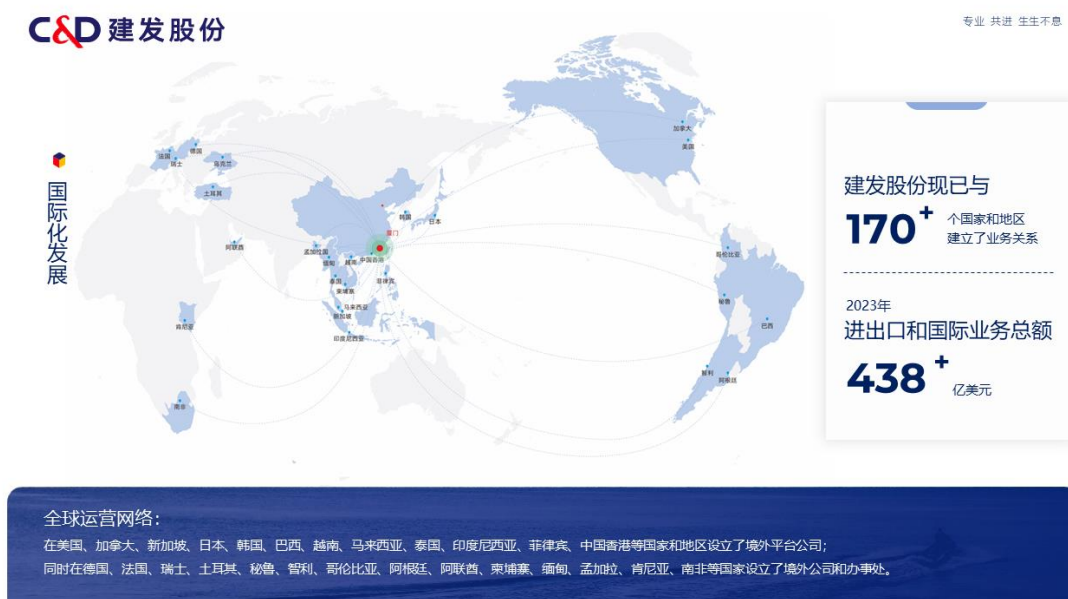 C&D 建发股份
专业 共进 生生不息
国际化发展
加拿大
美国
法国
德国
瑞士
乌克兰
土耳其
韩国
日本
厦门
阿联酋
孟加拉国
缅甸
越南
中国香港
泰国
菲律宾
柬埔寨
马来西亚
新加坡
印度尼西亚
肯尼亚
南非
哥伦比亚
秘鲁
巴西
智利
阿根廷
建发股份现已与
170+ 个国家和地区
建立了业务关系
2023年
进出口和国际业务总额
438+ 亿美元
全球运营网络：
在美国、加拿大、新加坡、日本、韩国、巴西、越南、马来西亚、泰国、印度尼西亚、菲律宾、中国香港等国家和地区设立了境外平台公司；
同时在德国、法国、瑞士、土耳其、秘鲁、智利、哥伦比亚、阿根廷、阿联酋、柬埔寨、缅甸、孟加拉、肯尼亚、南非等国家设立了境外公司和办事处。